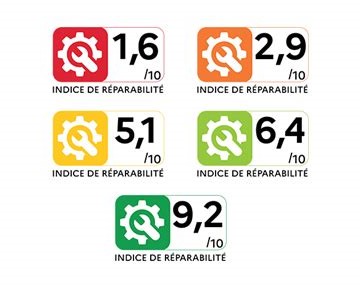 1,6
/10
INDICE DE RÉPARABILITÉ
2,9
/10
INDICE DE RÉPARABILITÉ
5,1
/10
INDICE DE RÉPARABILITÉ
6,4
/10
INDICE DE RÉPARABILITÉ
9,2
/10
INDICE DE RÉPARABILITÉ